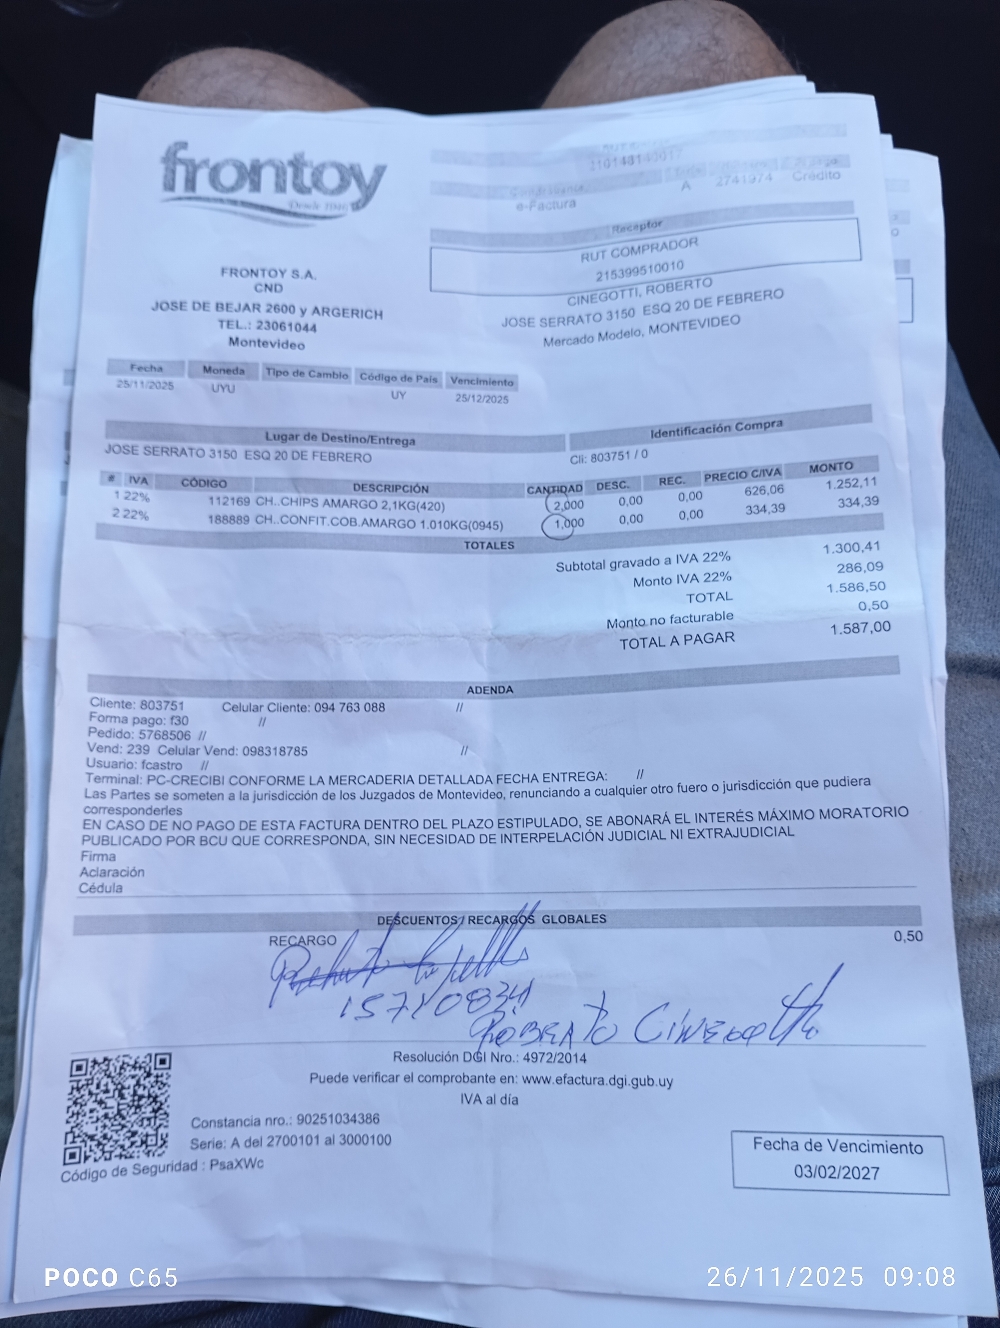 frontoy
Desde 1946
FRONTOY S.A.
CND
JOSE DE BEJAR 2600 y ARGERICH
TEL.: 23061044
Montevideo
A 2741974 Crédito
e-Factura
Receptor
RUT COMPRADOR
215399510010
CINEGOTTI, ROBERTO
JOSE SERRATO 3150 ESQ 20 DE FEBRERO
Mercado Modelo, MONTEVIDEO
Fecha Moneda Tipo de Cambio Código de País Vencimiento
25/11/2025 UYU UY 25/12/2025
Lugar de Destino/Entrega Identificación Compra
JOSE SERRATO 3150 ESQ 20 DE FEBRERO Cli: 803751 / 0
# IVA CÓDIGO DESCRIPCIÓN CANTIDAD DESC. REC. PRECIO C/IVA MONTO
1 22% 112169 CH..CHIPS AMARGO 2,1KG(420) 2,000 0,00 0,00 626,06 1.252,11
2 22% 188889 CH..CONFIT.COB.AMARGO 1.010KG(0945) 1,000 0,00 0,00 334,39 334,39
TOTALES
Subtotal gravado a IVA 22% 1.300,41
Monto IVA 22% 286,09
TOTAL 1.586,50
Monto no facturable 0,50
TOTAL A PAGAR 1.587,00
ADENDA
Cliente: 803751 Celular Cliente: 094 763 088 //
Forma pago: f30 //
Pedido: 5768506 //
Vend: 239 Celular Vend: 098318785 //
Usuario: fcastro //
Terminal: PC-CRECIBI CONFORME LA MERCADERIA DETALLADA FECHA ENTREGA: //
Las Partes se someten a la jurisdicción de los Juzgados de Montevideo, renunciando a cualquier otro fuero o jurisdicción que pudiera
corresponderles
EN CASO DE NO PAGO DE ESTA FACTURA DENTRO DEL PLAZO ESTIPULADO, SE ABONARÁ EL INTERÉS MÁXIMO MORATORIO
PUBLICADO POR BCU QUE CORRESPONDA, SIN NECESIDAD DE INTERPELACIÓN JUDICIAL NI EXTRAJUDICIAL
Firma
Aclaración
Cédula
DESCUENTOS / RECARGOS GLOBALES
RECARGO 0,50
ROBERTO CINEGOTTI
Resolución DGI Nro.: 4972/2014
Puede verificar el comprobante en: www.efactura.dgi.gub.uy
IVA al día
Constancia nro.: 90251034386
Serie: A del 2700101 al 3000100
Código de Seguridad : PsaXWc
Fecha de Vencimiento
03/02/2027
POCO C65
26/11/2025 09:08